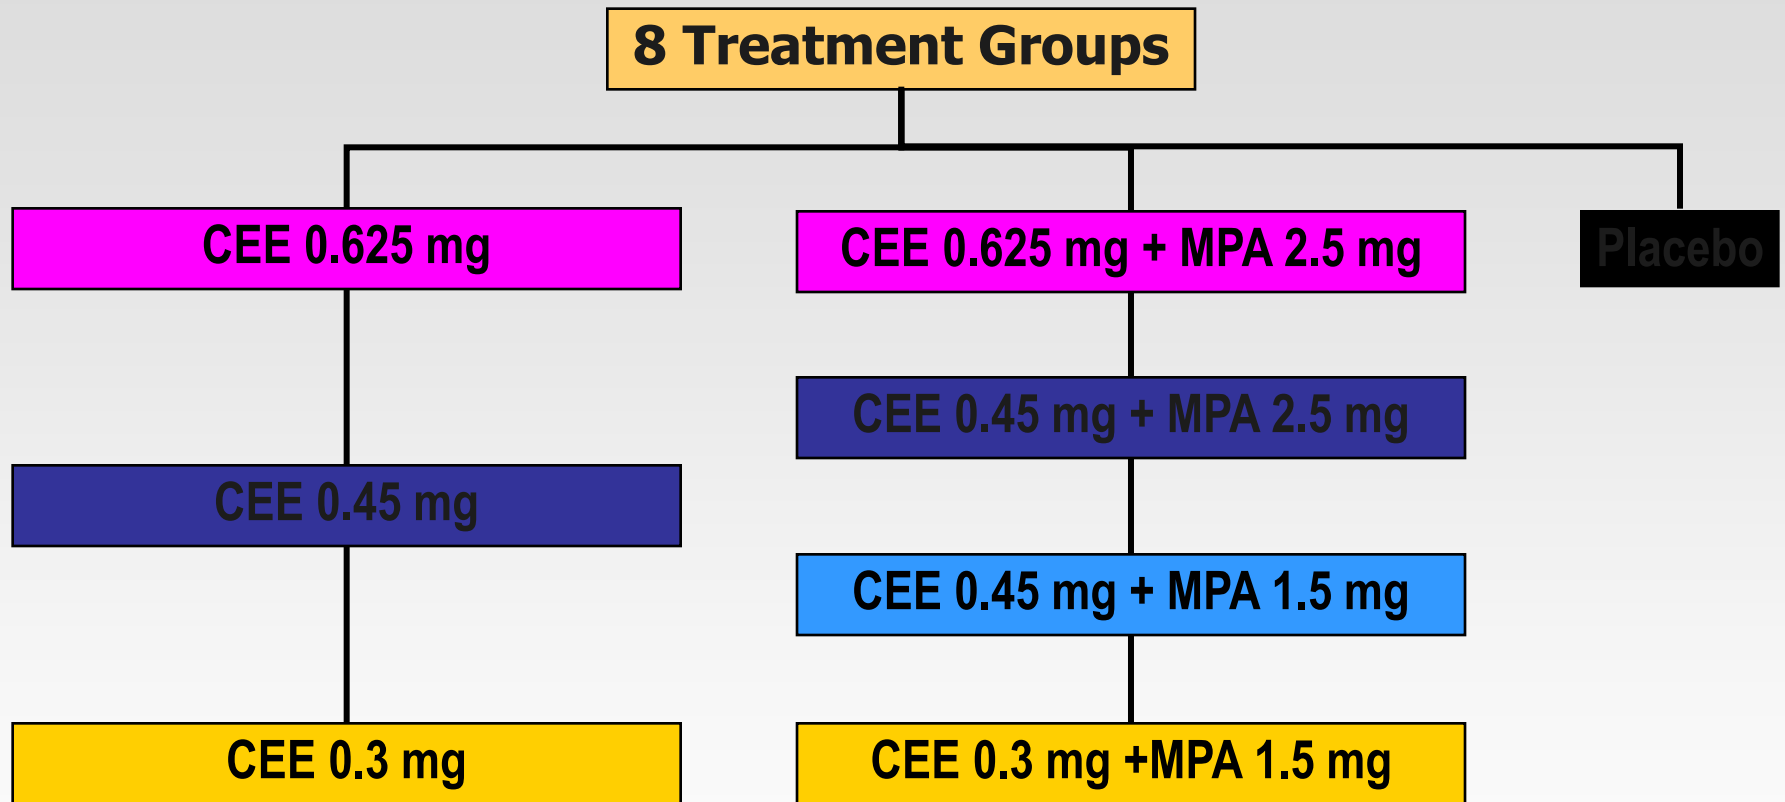 8 Treatment Groups
CEE 0.625 mg
CEE 0.625 mg + MPA 2.5 mg
Placebo
CEE 0.45 mg + MPA 2.5 mg
CEE 0.45 mg
CEE 0.45 mg + MPA 1.5 mg
CEE 0.3 mg
CEE 0.3 mg +MPA 1.5 mg